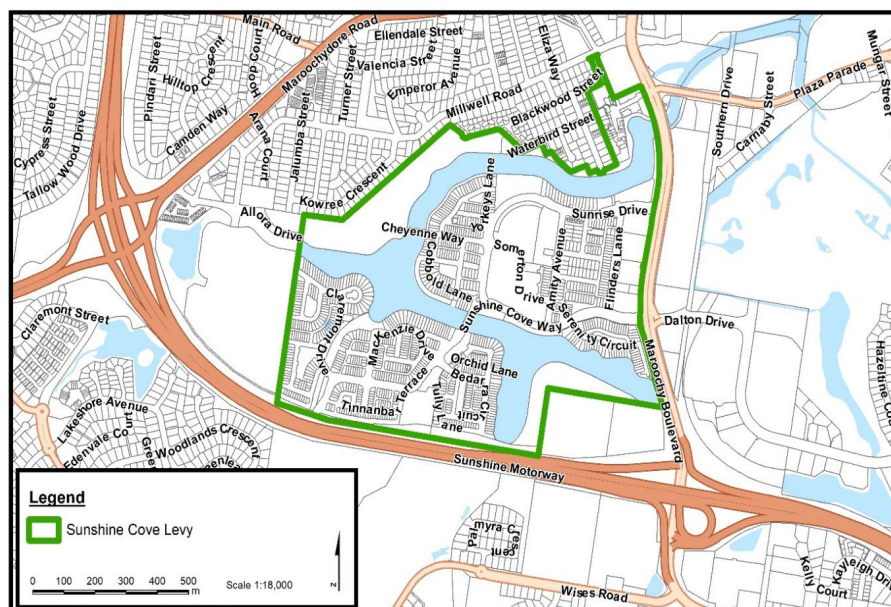 Main Road
Maroochydore Road
Ellendale Street
Valencia Street
Emperor Avenue
Eliza Way
Millwell Road
Blackwood Street
Waterbird Street
Pindan Street
Hilltop Crescent
Camden Way
Arana Court
Jalumba Street
Turner Street
Cypress Street
Tallow Wood Drive
Kowree Crescent
Allora Drive
Mungar Street
Plaza Parade
Carnaby Street
Southern Drive
Yorkeys Lane
Cheyenne Way
Cobbold Lane
Sunrise Drive
Somerton Drive
Amity Avenue
Flinders Lane
Sunshine Cove Way
Serenity Circuit
Dalton Drive
Maroochy Boulevard
Claremont Street
Claremont Drive
MacKenzie Drive
Orchid Lane
Bedarra Circuit
Tully Lane
Tinnanbar Terrace
Lakeshore Avenue
Edenvale Co
urt
Woodlands Crescent
Sunshine Motorway
Palmyra Crescent
Wises Road
Kelly Court
Kayleigh Dri
Legend
Sunshine Cove Levy
0 100 200 300 400 500
m
Scale 1:18,000
z